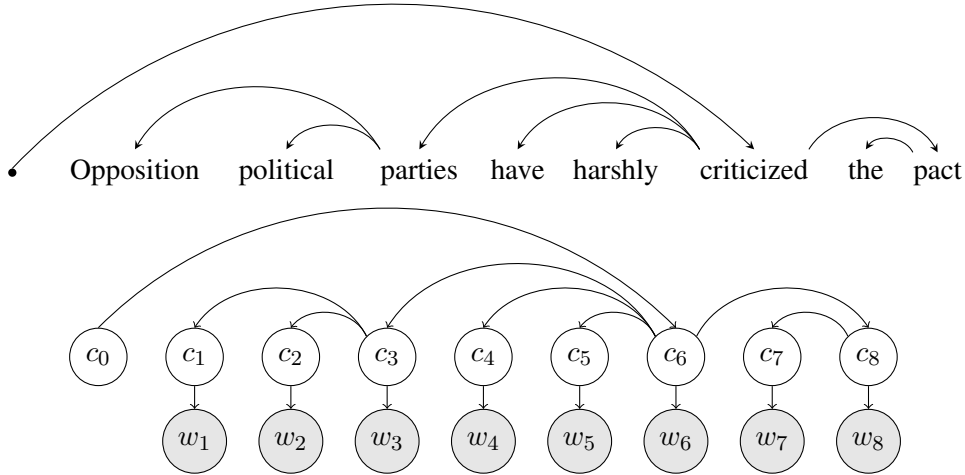 Opposition political parties have harshly criticized the pact
c₀ c₁ c₂ c₃ c₄ c₅ c₆ c₇ c₈
w₁ w₂ w₃ w₄ w₅ w₆ w₇ w₈